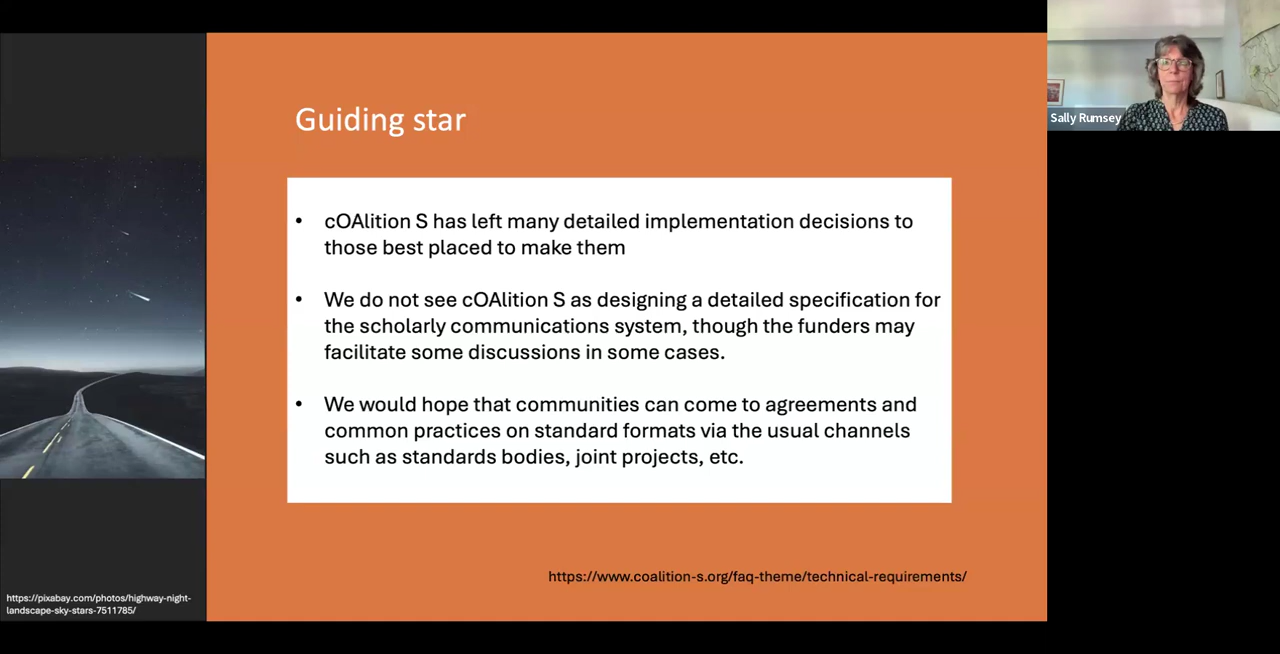 Guiding star
• cOAlition S has left many detailed implementation decisions to
those best placed to make them
• We do not see cOAlition S as designing a detailed specification for
the scholarly communications system, though the funders may
facilitate some discussions in some cases.
• We would hope that communities can come to agreements and
common practices on standard formats via the usual channels
such as standards bodies, joint projects, etc.
https://www.coalition-s.org/faq-theme/technical-requirements/
https://pixabay.com/photos/highway-night-
landscape-sky-stars-7511785/
Sally Rumsey